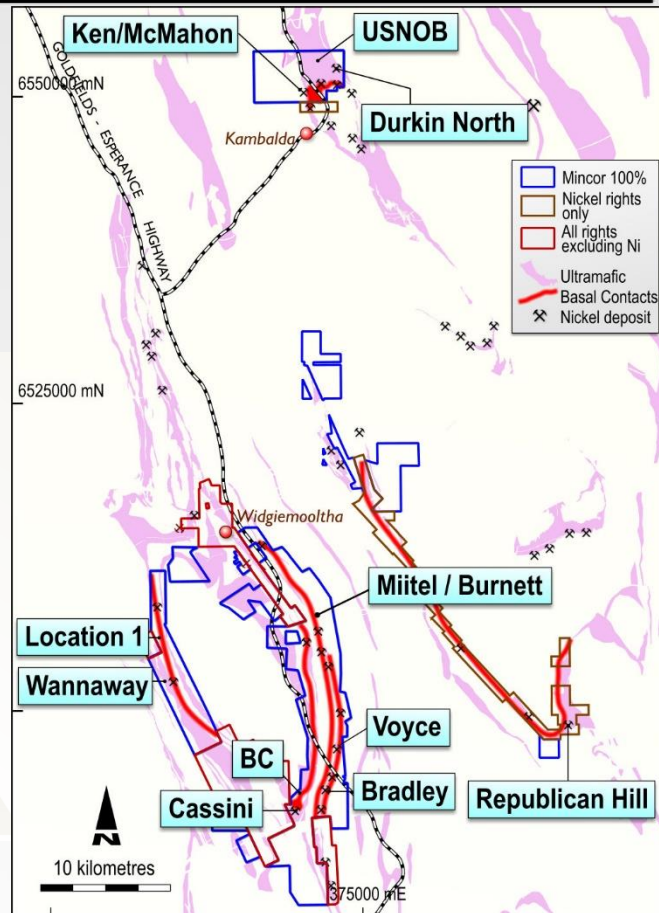 Ken/McMahon
USNOB
6550000 mN
Durkin North
Kambalda
GOLDFIELDS - ESPERANCE HIGHWAY
Mincor 100%
Nickel rights
only
All rights
excluding Ni
Ultramafic
Basal Contacts
Nickel deposit
6525000 mN
Widgiemooltha
Miitel / Burnett
Location 1
Wannaway
Voyce
BC
Bradley
Republican Hill
Cassini
N
10 kilometres
375000 mE